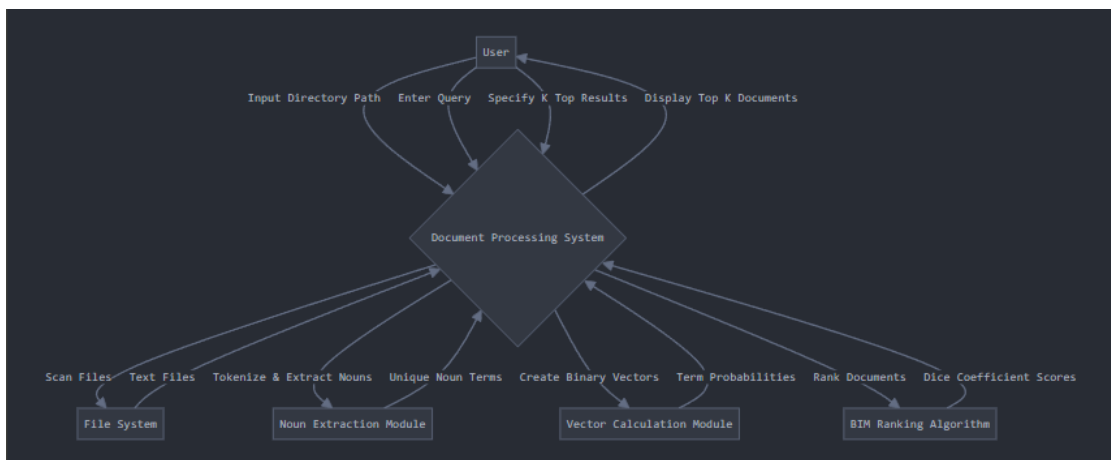 User
Input Directory Path Enter Query Specify K Top Results Display Top K Documents
Document Processing System
Scan Files Text Files Tokenize & Extract Nouns Unique Noun Terms Create Binary Vectors Term Probabilities Rank Documents Dice Coefficient Scores
File System Noun Extraction Module Vector Calculation Module BIM Ranking Algorithm